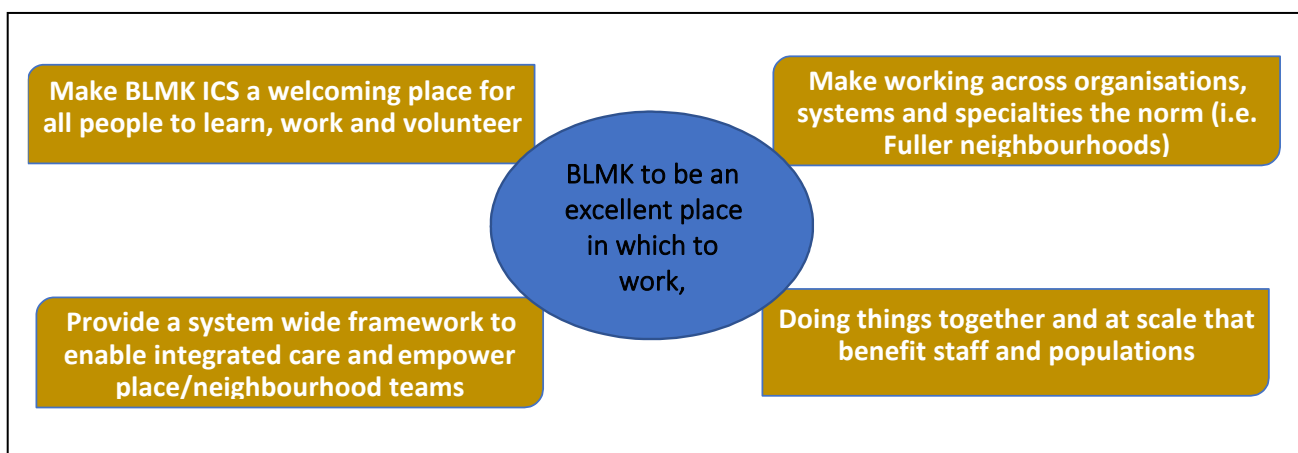 Make BLMK ICS a welcoming place for
all people to learn, work and volunteer
Make working across organisations,
systems and specialties the norm (i.e.
Fuller neighbourhoods)
BLMK to be an
excellent place
in which to
work,
Provide a system wide framework to
enable integrated care and empower
place/neighbourhood teams
Doing things together and at scale that
benefit staff and populations